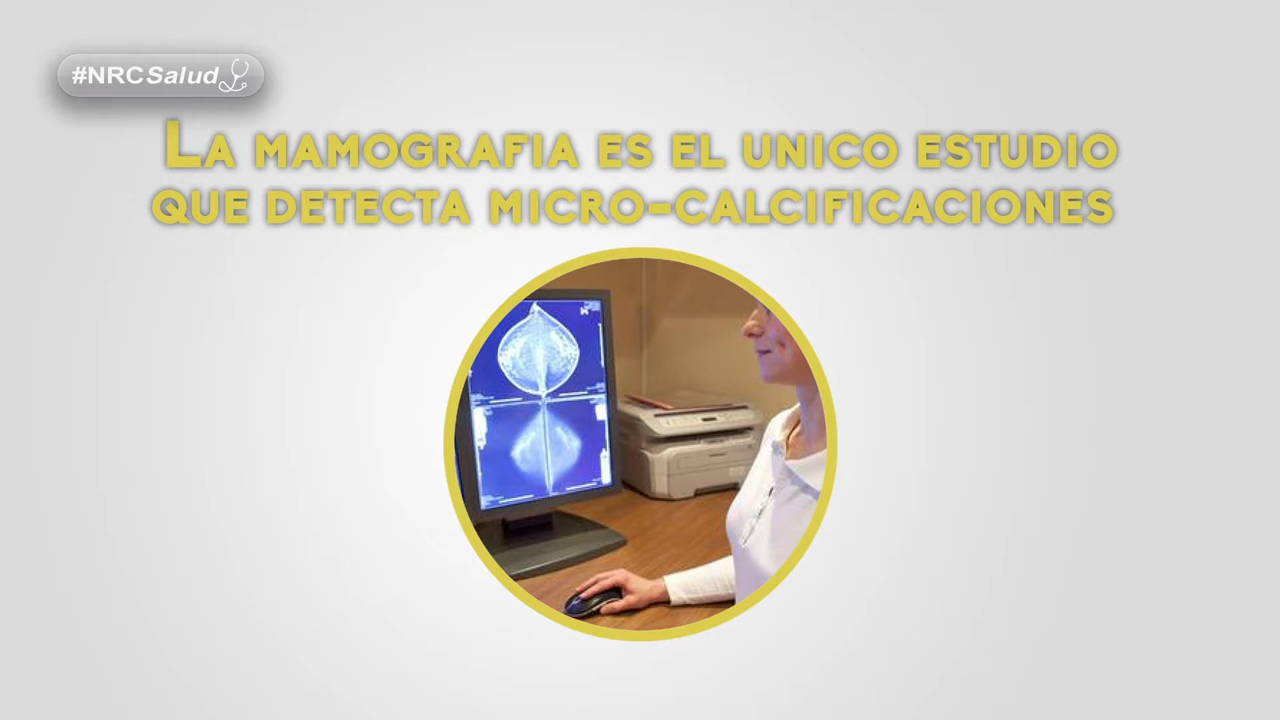 #NRCSalud
La mamografia es el unico estudio
que detecta micro-calcificaciones